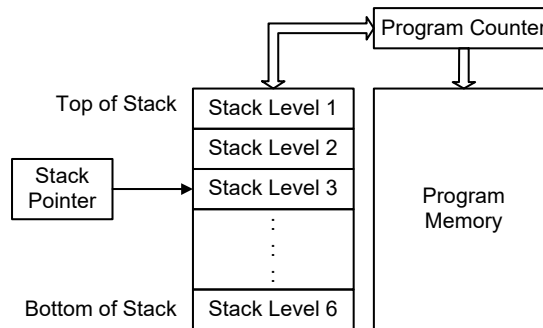 Program Counter
Top of Stack
Stack Level 1
Stack Level 2
Stack
Pointer
Stack Level 3
Program
Memory
:
:
:
Bottom of Stack
Stack Level 6